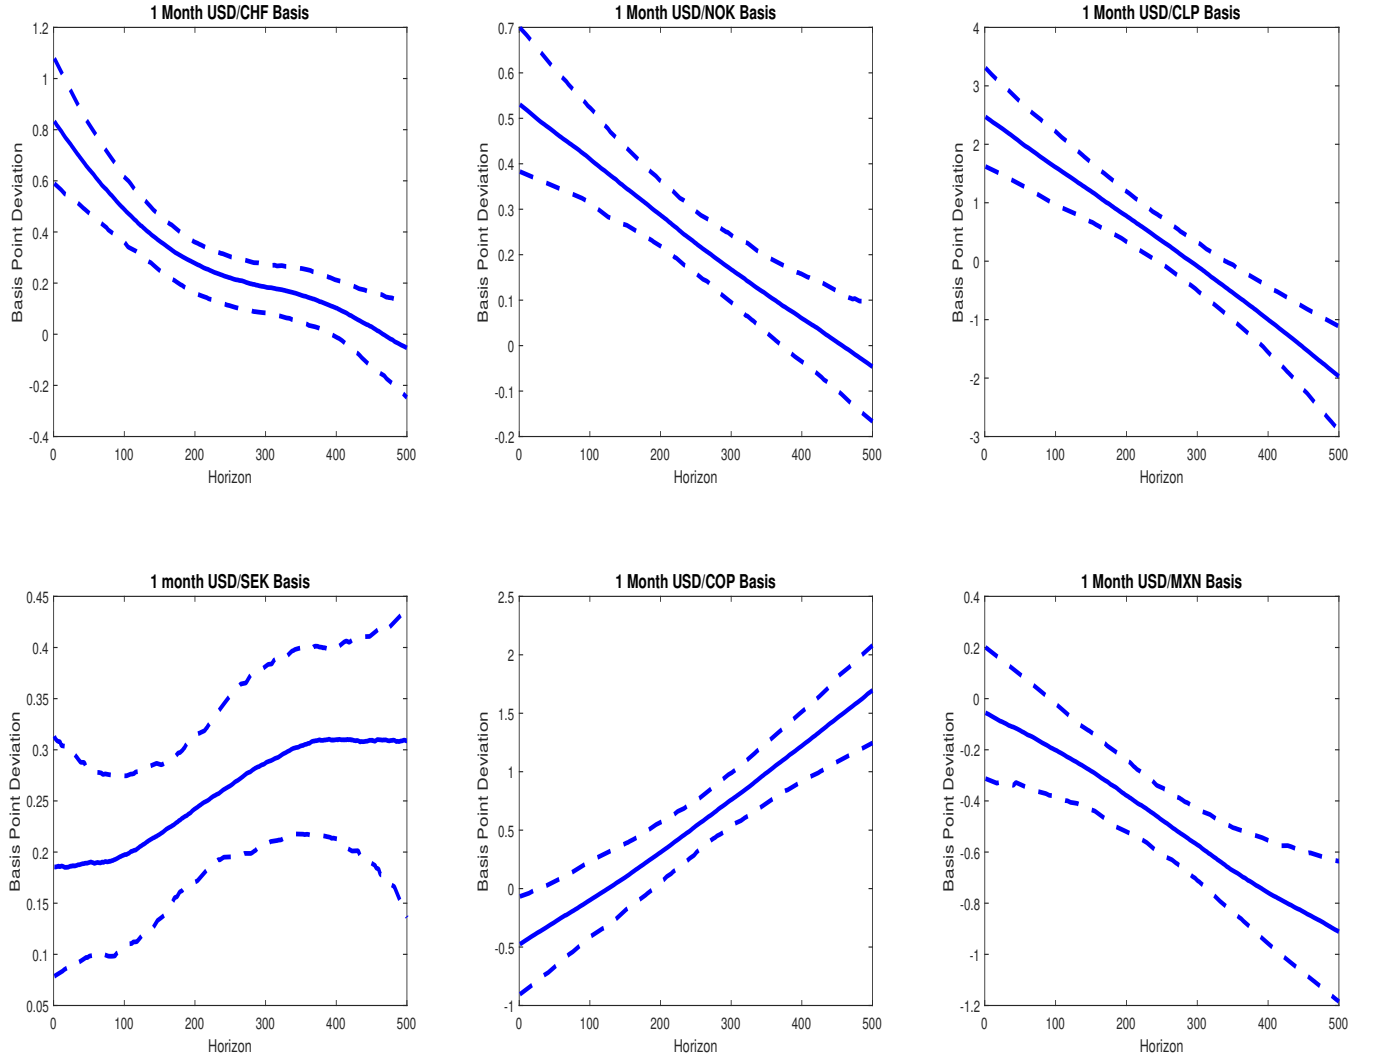 1 Month USD/CHF Basis
1.2
1
0.8
0.6
0.4
0.2
0
-0.2
-0.4
Basis Point Deviation
0 100 200 300 400 500
Horizon
1 Month USD/NOK Basis
0.7
0.6
0.5
0.4
0.3
0.2
0.1
0
-0.1
-0.2
Basis Point Deviation
0 100 200 300 400 500
Horizon
1 Month USD/CLP Basis
4
3
2
1
0
-1
-2
-3
Basis Point Deviation
0 100 200 300 400 500
Horizon
1 month USD/SEK Basis
0.45
0.4
0.35
0.3
0.25
0.2
0.15
0.1
0.05
Basis Point Deviation
0 100 200 300 400 500
Horizon
1 Month USD/COP Basis
2.5
2
1.5
1
0.5
0
-0.5
-1
Basis Point Deviation
0 100 200 300 400 500
Horizon
1 Month USD/MXN Basis
0.4
0.2
0
-0.2
-0.4
-0.6
-0.8
-1
-1.2
Basis Point Deviation
0 100 200 300 400 500
Horizon